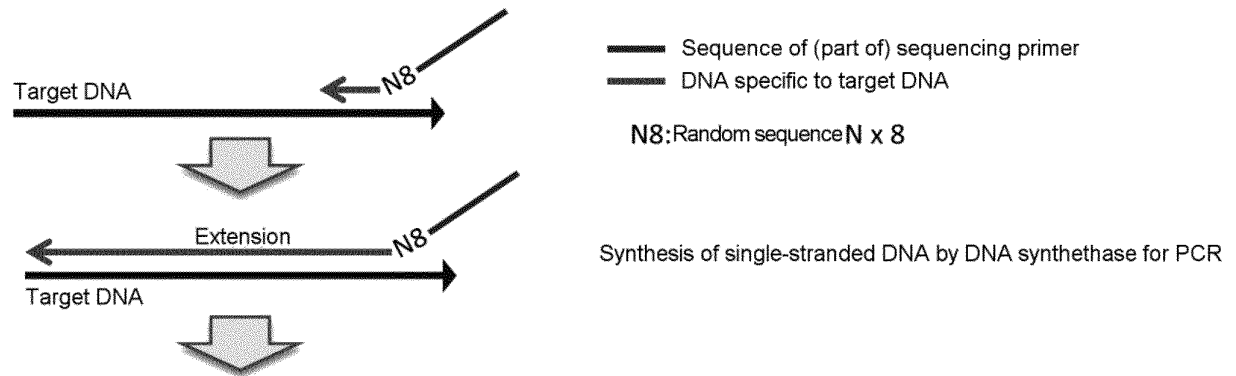 Target DNA
N8
Sequence of (part of) sequencing primer
DNA specific to target DNA
N8:Random sequence N x 8
Extension
N8
Target DNA
Synthesis of single-stranded DNA by DNA synthethase for PCR